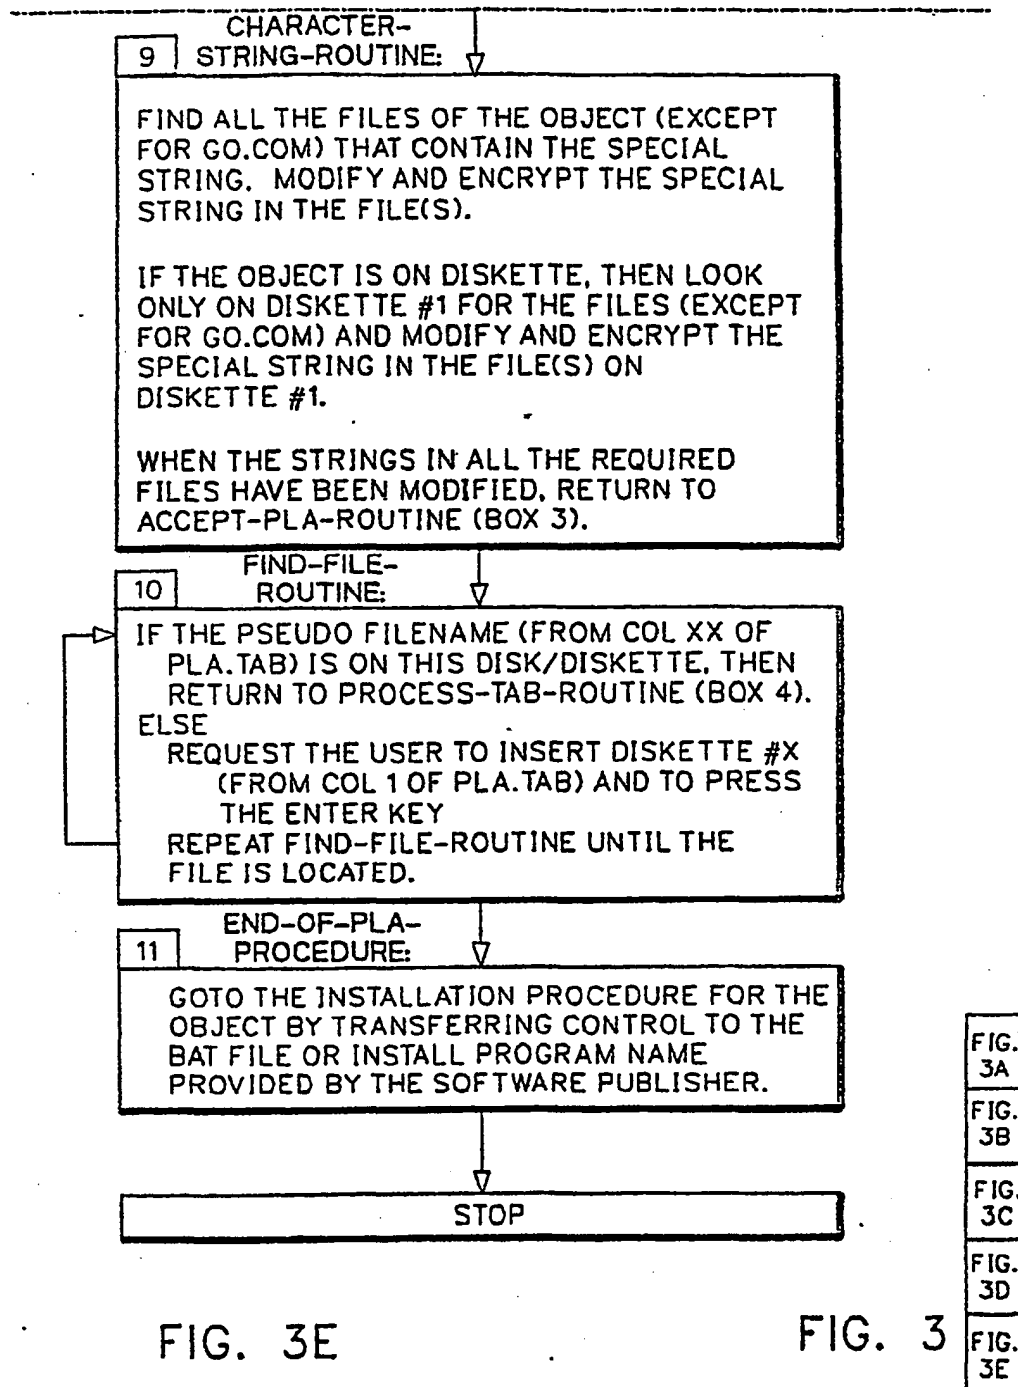 CHARACTER-
9 STRING-ROUTINE:
FIND ALL THE FILES OF THE OBJECT (EXCEPT
FOR GO.COM) THAT CONTAIN THE SPECIAL
STRING. MODIFY AND ENCRYPT THE SPECIAL
STRING IN THE FILE(S).
IF THE OBJECT IS ON DISKETTE, THEN LOOK
ONLY ON DISKETTE #1 FOR THE FILES (EXCEPT
FOR GO.COM) AND MODIFY AND ENCRYPT THE
SPECIAL STRING IN THE FILE(S) ON
DISKETTE #1.
WHEN THE STRINGS IN ALL THE REQUIRED
FILES HAVE BEEN MODIFIED, RETURN TO
ACCEPT-PLA-ROUTINE (BOX 3).
FIND-FILE-
10 ROUTINE:
IF THE PSEUDO FILENAME (FROM COL XX OF
PLA.TAB) IS ON THIS DISK/DISKETTE, THEN
RETURN TO PROCESS-TAB-ROUTINE (BOX 4).
ELSE
REQUEST THE USER TO INSERT DISKETTE #X
(FROM COL 1 OF PLA.TAB) AND TO PRESS
THE ENTER KEY
REPEAT FIND-FILE-ROUTINE UNTIL THE
FILE IS LOCATED.
END-OF-PLA-
11 PROCEDURE:
GOTO THE INSTALLATION PROCEDURE FOR THE
OBJECT BY TRANSFERRING CONTROL TO THE
BAT FILE OR INSTALL PROGRAM NAME
PROVIDED BY THE SOFTWARE PUBLISHER.
STOP
FIG. 3E
FIG. 3
FIG.
3A
FIG.
3B
FIG.
3C
FIG.
3D
FIG.
3E